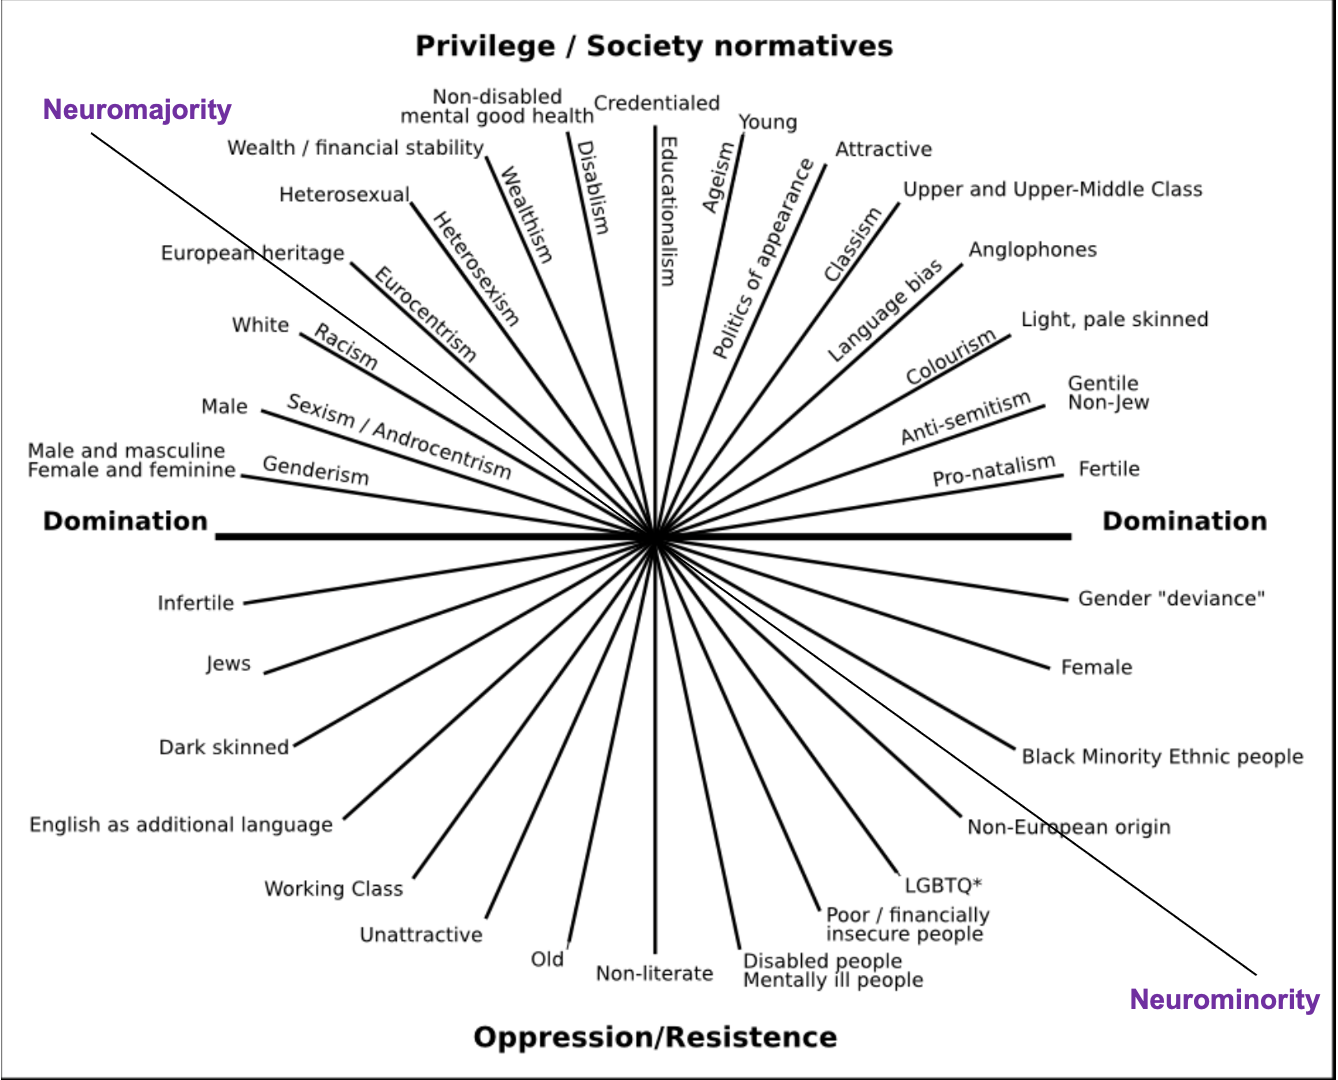 Privilege / Society normatives
Neuromajority
Non-disabled
mental good health
Credentialed
Young
Wealth / financial stability
Attractive
Heterosexual
Upper and Upper-Middle Class
European heritage
Anglophones
White
Light, pale skinned
Male
Gentile
Non-Jew
Male and masculine
Female and feminine
Fertile
Genderism
Sexism / Androcentrism
Racism
Eurocentrism
Heterosexism
Wealthism
Disablism
Educationalism
Ageism
Politics of appearance
Classism
Language bias
Colourism
Anti-semitism
Pro-natalism
Domination
Domination
Infertile
Gender "deviance"
Jews
Female
Dark skinned
Black Minority Ethnic people
English as additional language
Non-European origin
Working Class
LGBTQ*
Unattractive
Poor / financially
insecure people
Old
Non-literate
Disabled people
Mentally ill people
Neurominority
Oppression/Resistence